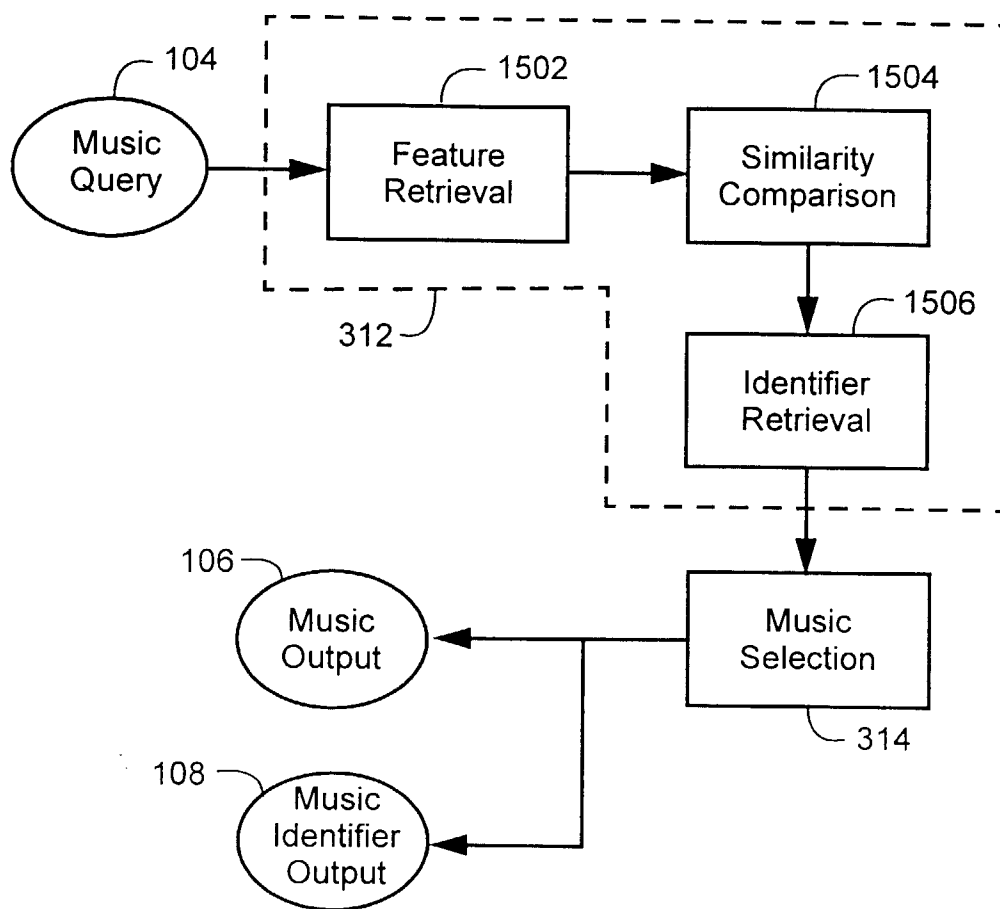 104
Music
Query
1502
Feature
Retrieval
1504
Similarity
Comparison
312
1506
Identifier
Retrieval
106
Music
Output
Music
Selection
314
108
Music
Identifier
Output